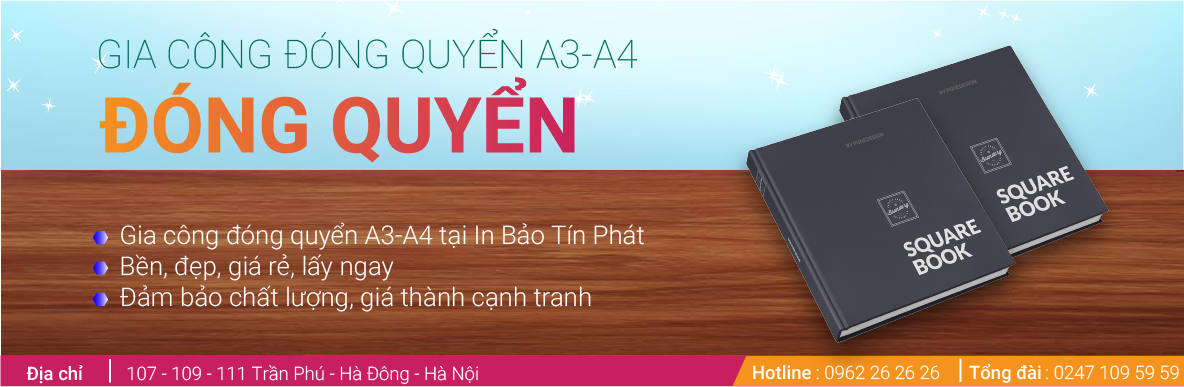 GIA CÔNG ĐÓNG QUYỂN A3-A4
ĐÓNG QUYỂN
Gia công đóng quyển A3-A4 tại In Bảo Tín Phát
Bền, đẹp, giá rẻ, lấy ngay
Đảm bảo chất lượng, giá thành cạnh tranh
SQUARE
BOOK
SQUARE
BOOK
Địa chỉ | 107 - 109 - 111 Trần Phú - Hà Đông - Hà Nội
Hotline : 0962 26 26 26 | Tổng đài : 0247 109 59 59